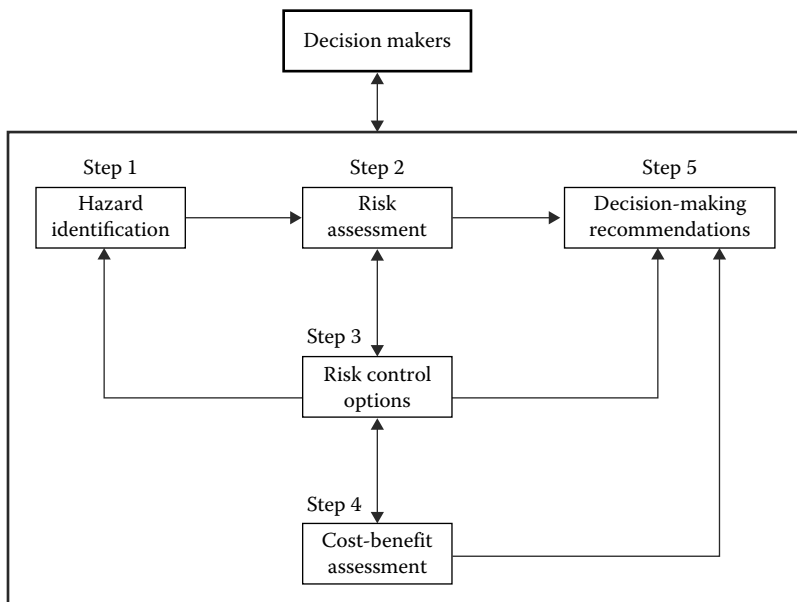 Decision makers
Step 1
Step 2
Step 5
Hazard
identification
Risk
assessment
Decision-making
recommendations
Step 3
Risk control
options
Step 4
Cost-benefit
assessment